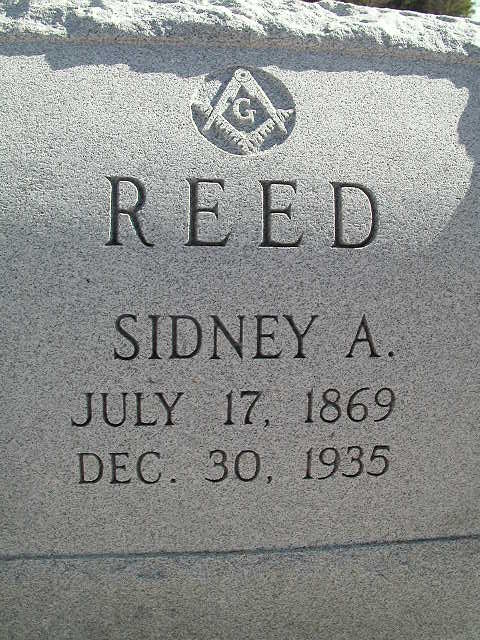 G
REED
SIDNEY A.
JULY 17, 1869
DEC. 30, 1935